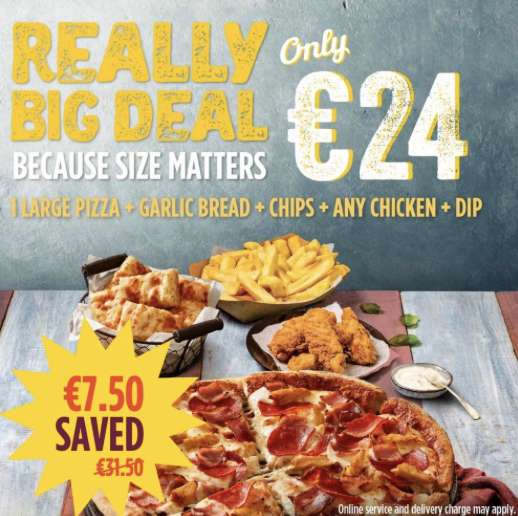 REALLY
BIG DEAL
BECAUSE SIZE MATTERS
Only
€24
1 LARGE PIZZA + GARLIC BREAD + CHIPS + ANY CHICKEN + DIP
€7.50
SAVED
€31.50
Online service and delivery charge may apply.